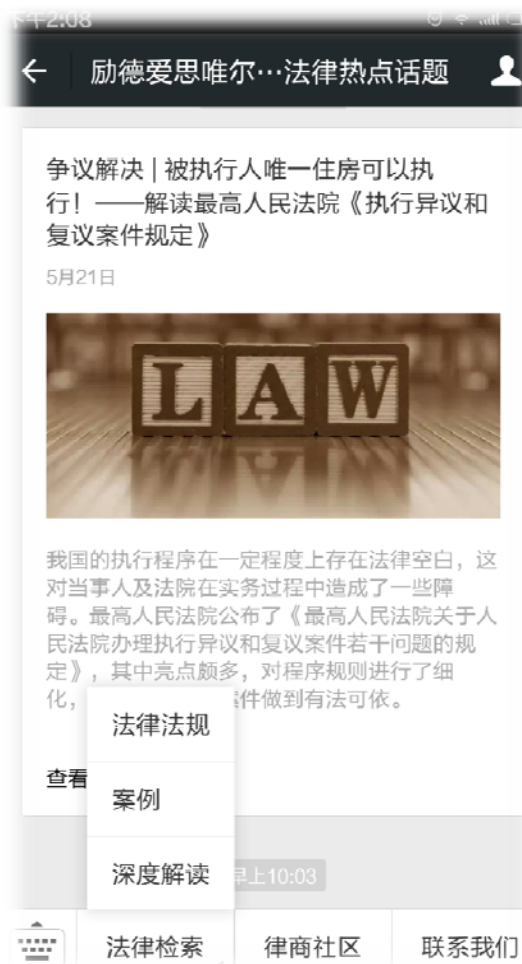 下午2:08
励德爱思唯尔…法律热点话题
争议解决 | 被执行人唯一住房可以执
行！——解读最高人民法院《执行异议和
复议案件规定》
5月21日
LAW
我国的执行程序在一定程度上存在法律空白，这
对当事人及法院在实务过程中造成了一些障
碍。最高人民法院公布了《最高人民法院关于人
民法院办理执行异议和复议案件若干问题的规
定》，其中亮点颇多，对程序规则进行了细
化，
件做到有法可依。
法律法规
查看
案例
深度解读
早上10:03
法律检索
律商社区
联系我们